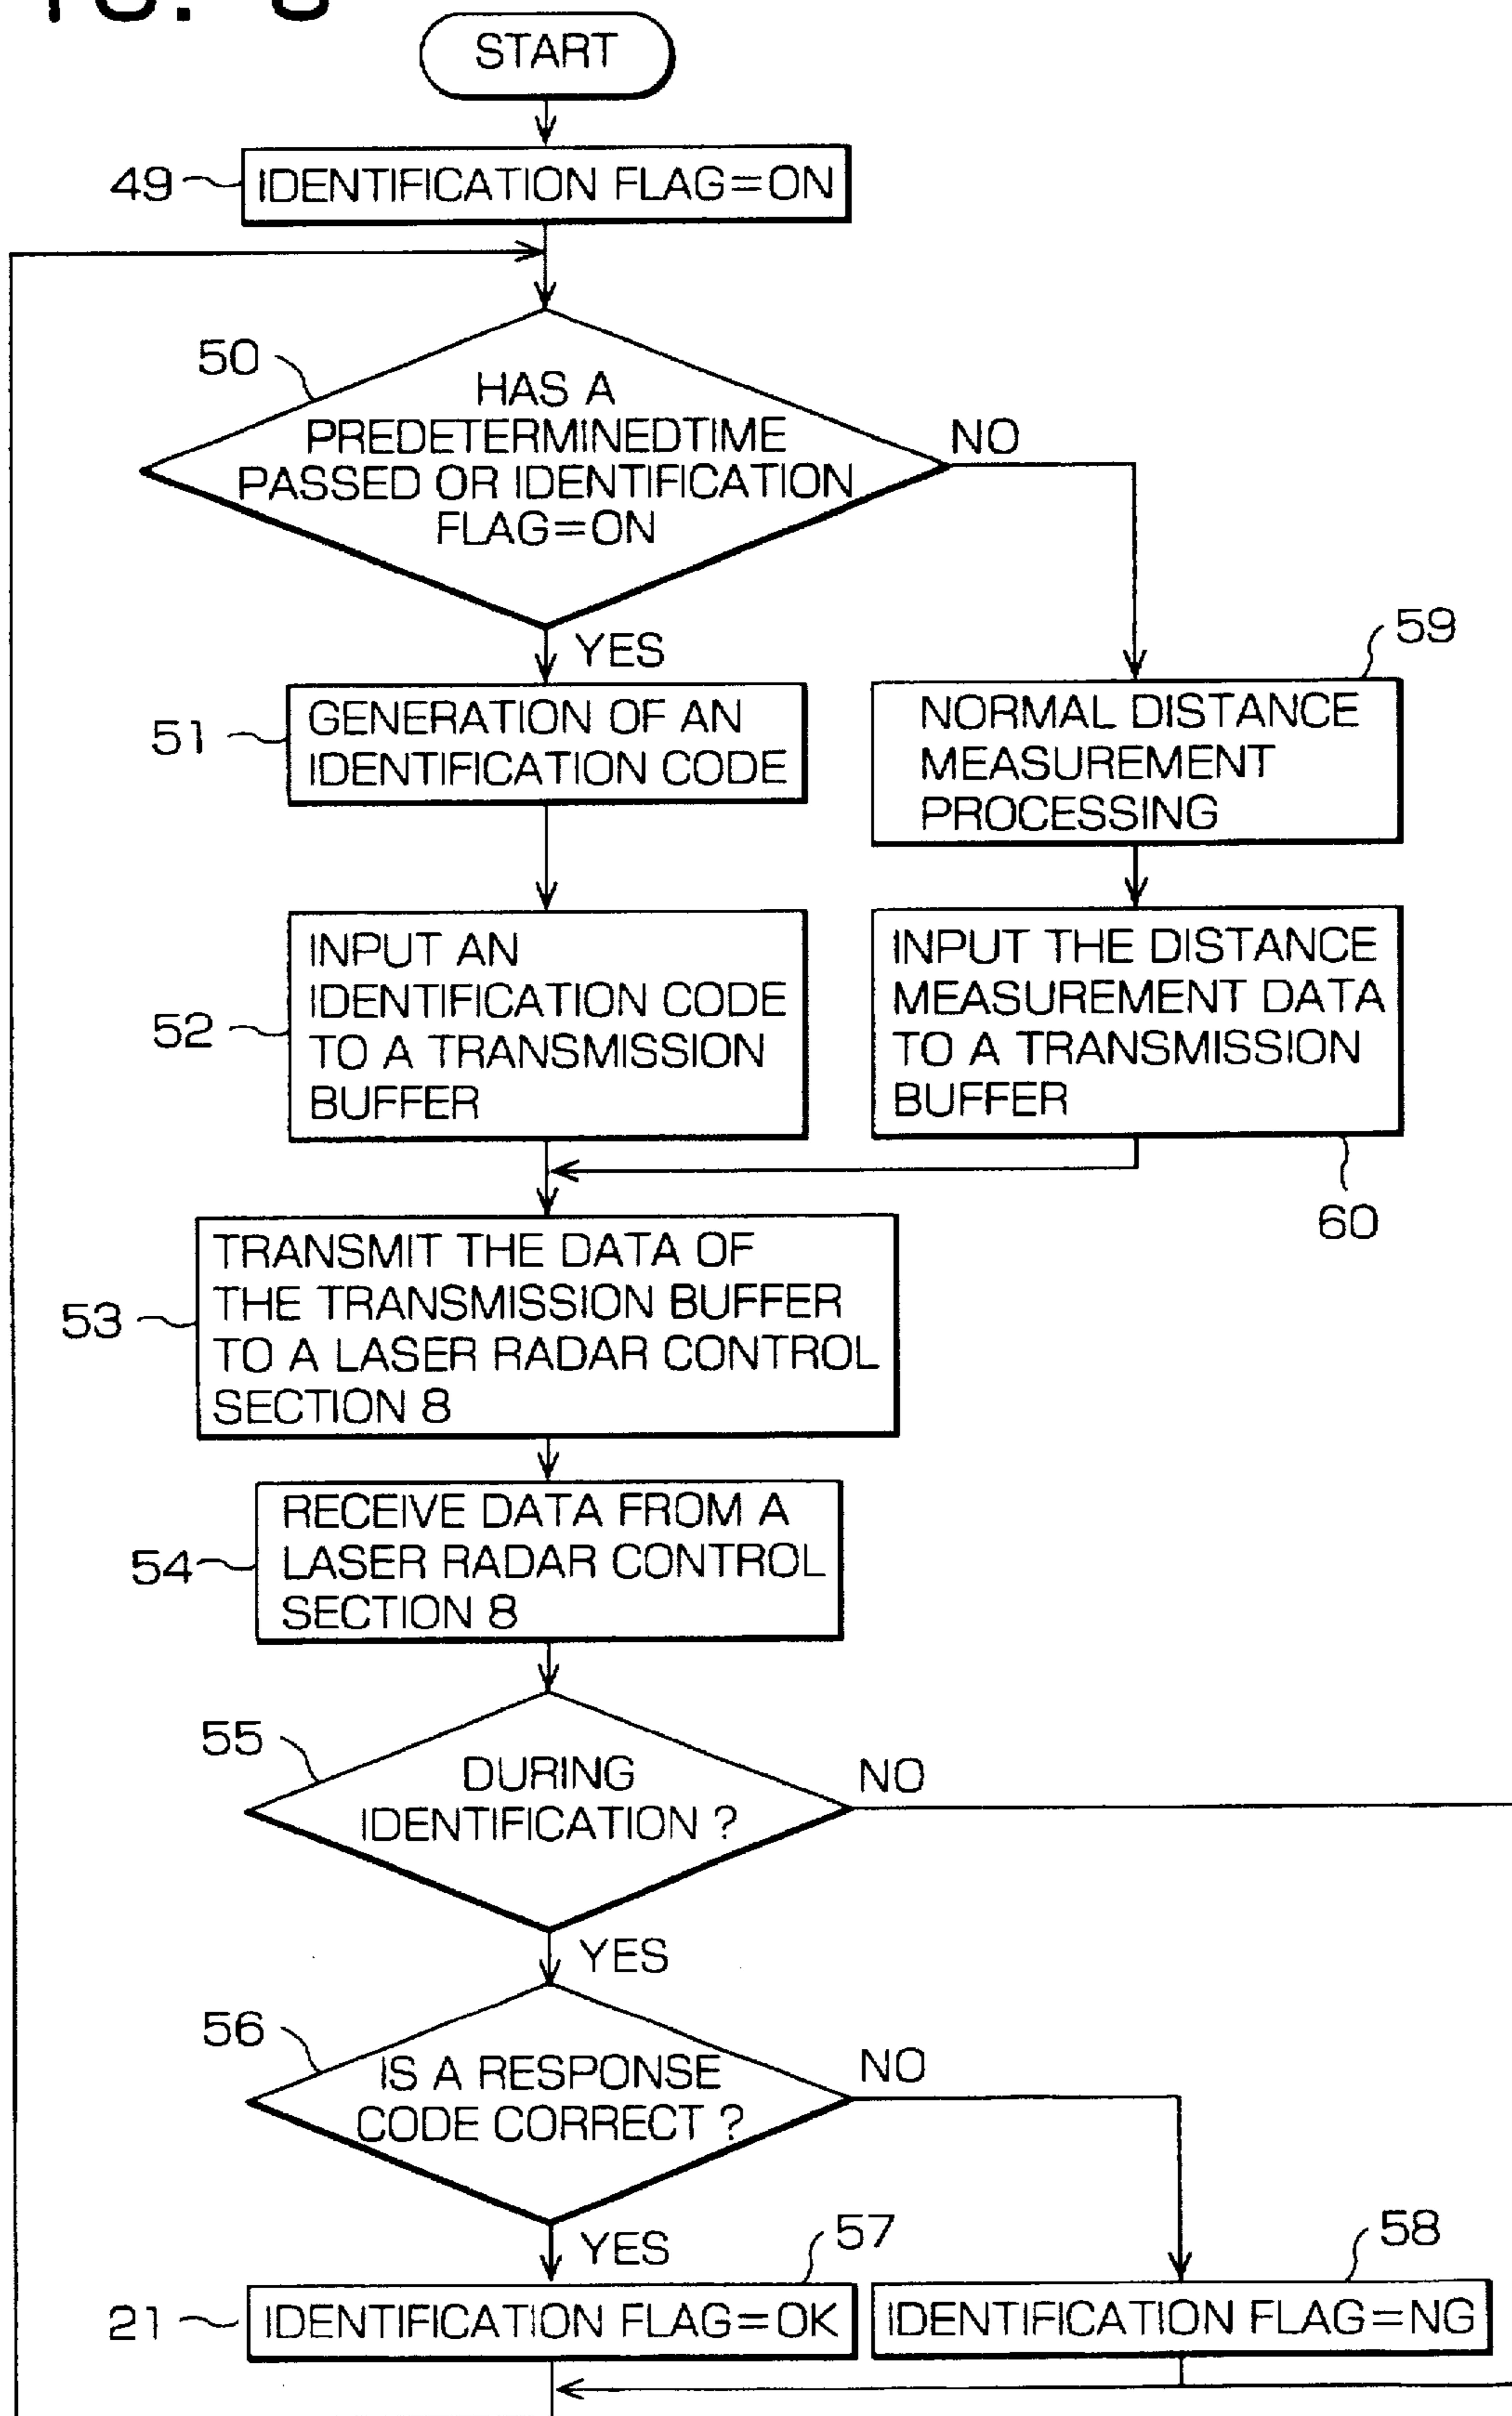 START
49
IDENTIFICATION FLAG=ON
50
HAS A
PREDETERMINEDTIME
PASSED OR IDENTIFICATION
FLAG=ON
NO
YES
59
51
GENERATION OF AN
IDENTIFICATION CODE
NORMAL DISTANCE
MEASUREMENT
PROCESSING
52
INPUT AN
IDENTIFICATION CODE
TO A TRANSMISSION
BUFFER
INPUT THE DISTANCE
MEASUREMENT DATA
TO A TRANSMISSION
BUFFER
60
53
TRANSMIT THE DATA OF
THE TRANSMISSION BUFFER
TO A LASER RADAR CONTROL
SECTION 8
54
RECEIVE DATA FROM A
LASER RADAR CONTROL
SECTION 8
55
DURING
IDENTIFICATION ?
NO
YES
56
IS A RESPONSE
CODE CORRECT ?
NO
YES
57
58
21
IDENTIFICATION FLAG=OK
IDENTIFICATION FLAG=NG